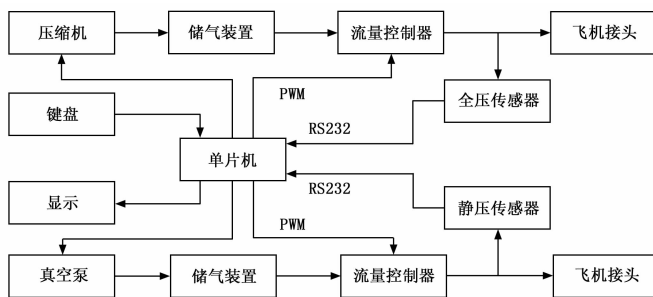 压缩机
储气装置
流量控制器
飞机接头
PWM
键盘
全压传感器
RS232
单片机
RS232
显示
静压传感器
PWM
真空泵
储气装置
流量控制器
飞机接头